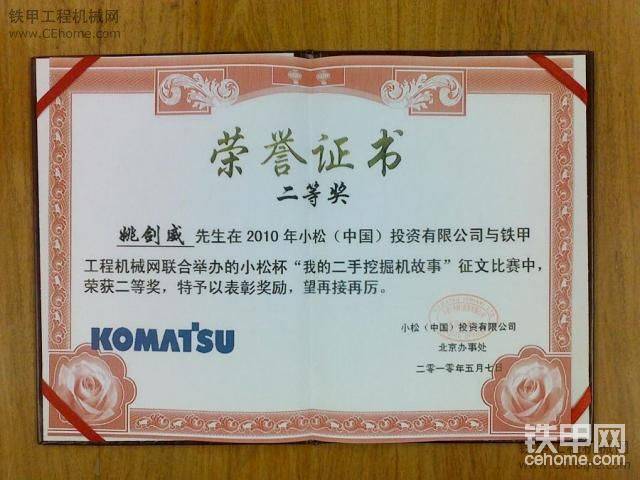 铁甲工程机械网
www.CEhome.com
荣誉证书
二等奖
姚剑威 先生在 2010 年小松（中国）投资有限公司与铁甲
工程机械网联合举办的小松杯“我的二手挖掘机故事”征文比赛中，
荣获二等奖，特予以表彰奖励，望再接再厉。
KOMATSU
小松（中国）投资有限公司
北京办事处
二零一零年五月七日
铁甲网
cehome.com